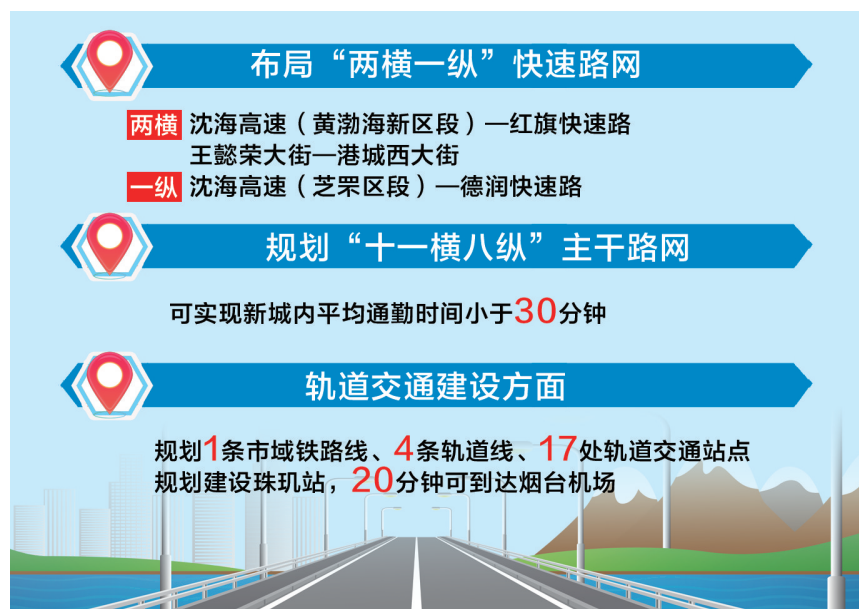 布局“两横一纵”快速路网
两横 沈海高速（黄渤海新区段）—红旗快速路
王懿荣大街—港城西大街
一纵 沈海高速（芝罘区段）—德润快速路
规划“十一横八纵”主干路网
可实现新城内平均通勤时间小于30分钟
轨道交通建设方面
规划1条市域铁路线、4条轨道线、17处轨道交通站点
规划建设珠玑站，20分钟可到达烟台机场